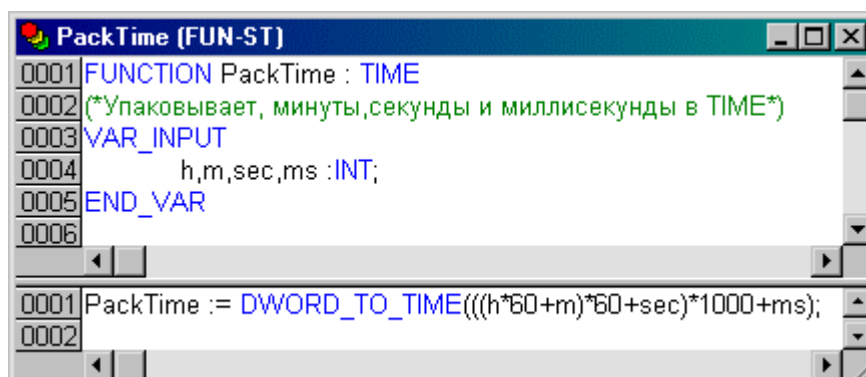 PackTime (FUN-ST)
0001 FUNCTION PackTime : TIME
0002 (*Упаковывает, минуты,секунды и миллисекунды в TIME*)
0003 VAR_INPUT
0004 h,m,sec,ms :INT;
0005 END_VAR
0006
0001 PackTime := DWORD_TO_TIME(((h*60+m)*60+sec)*1000+ms);
0002